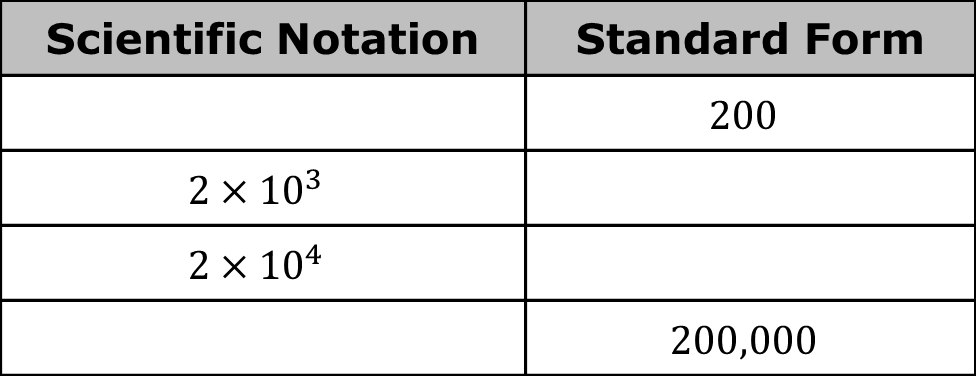 Scientific Notation Standard Form
200
2 × 10³
2 × 10⁴
200,000